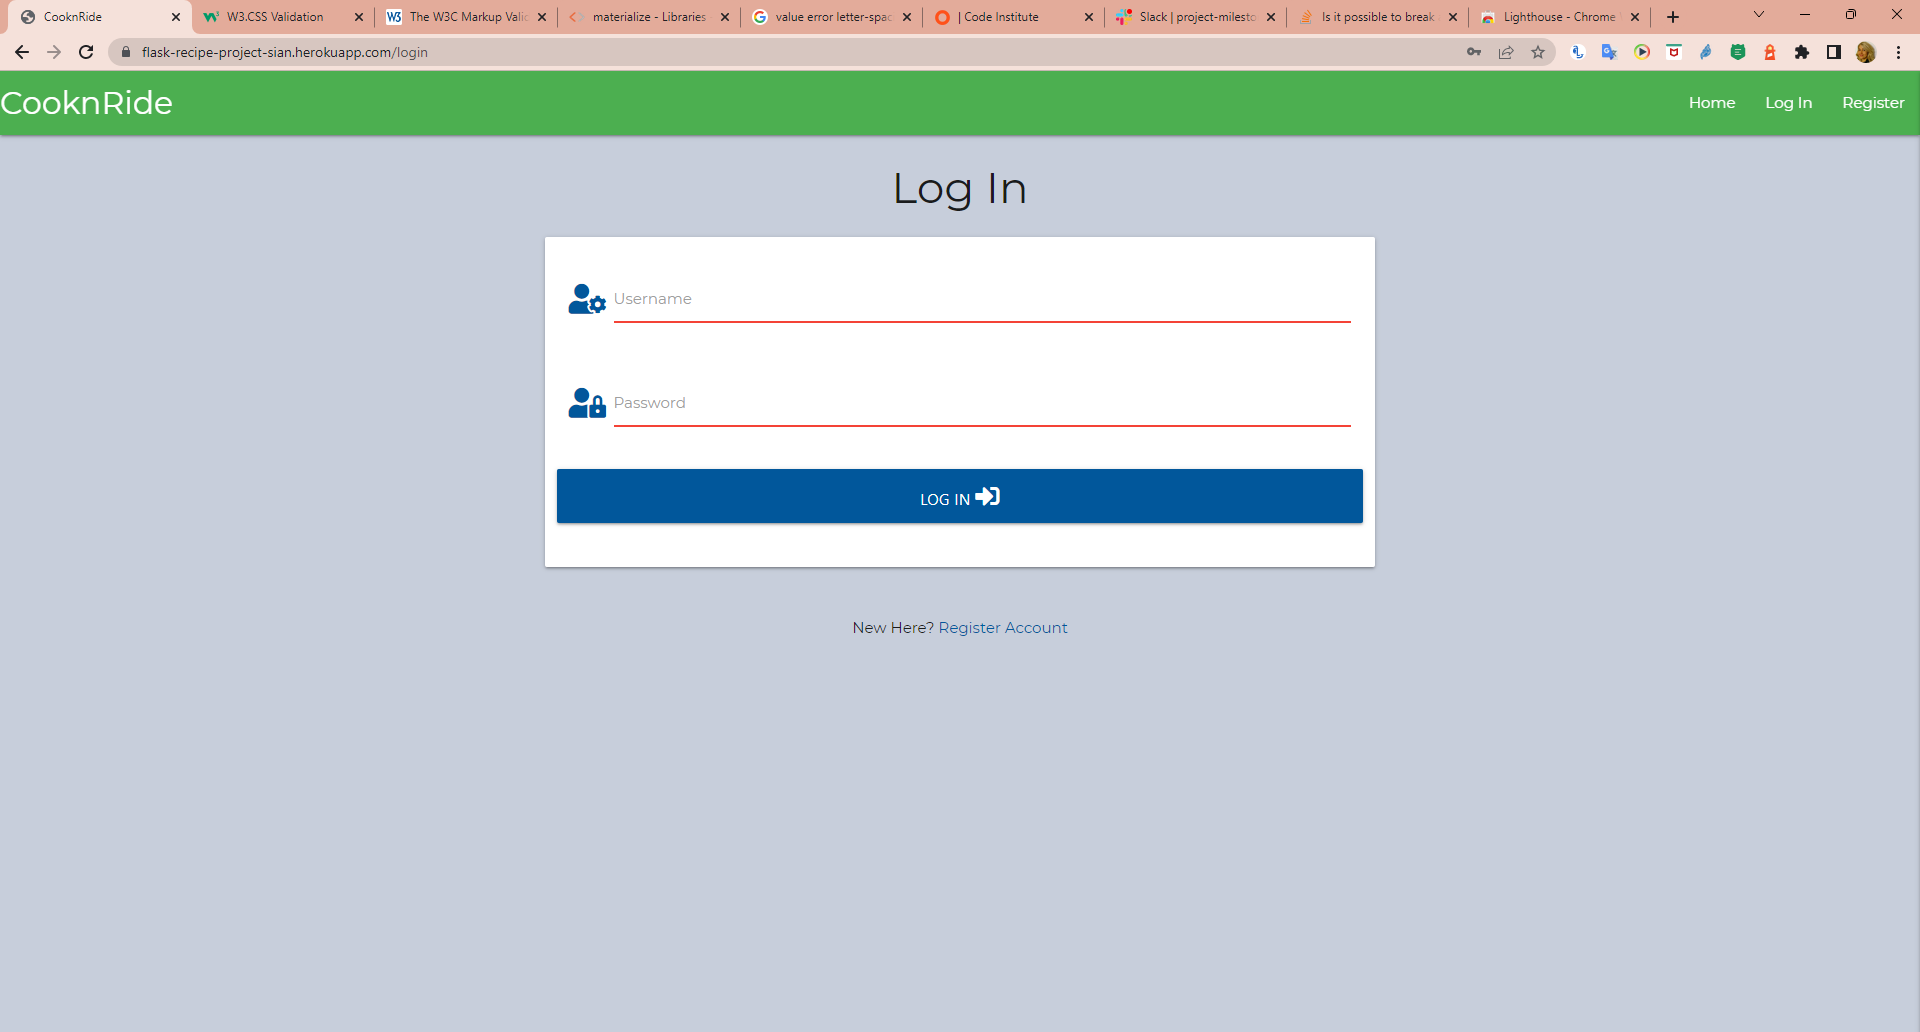 CooknRide
W3.CSS Validation
The W3C Markup Valid
materialize - Libraries
value error letter-spac
| Code Institute
Slack | project-milesto
Is it possible to break
Lighthouse - Chrome
flask-recipe-project-sian.herokuapp.com/login
CooknRide
Home
Log In
Register
Log In
Username
Password
LOG IN
New Here? Register Account